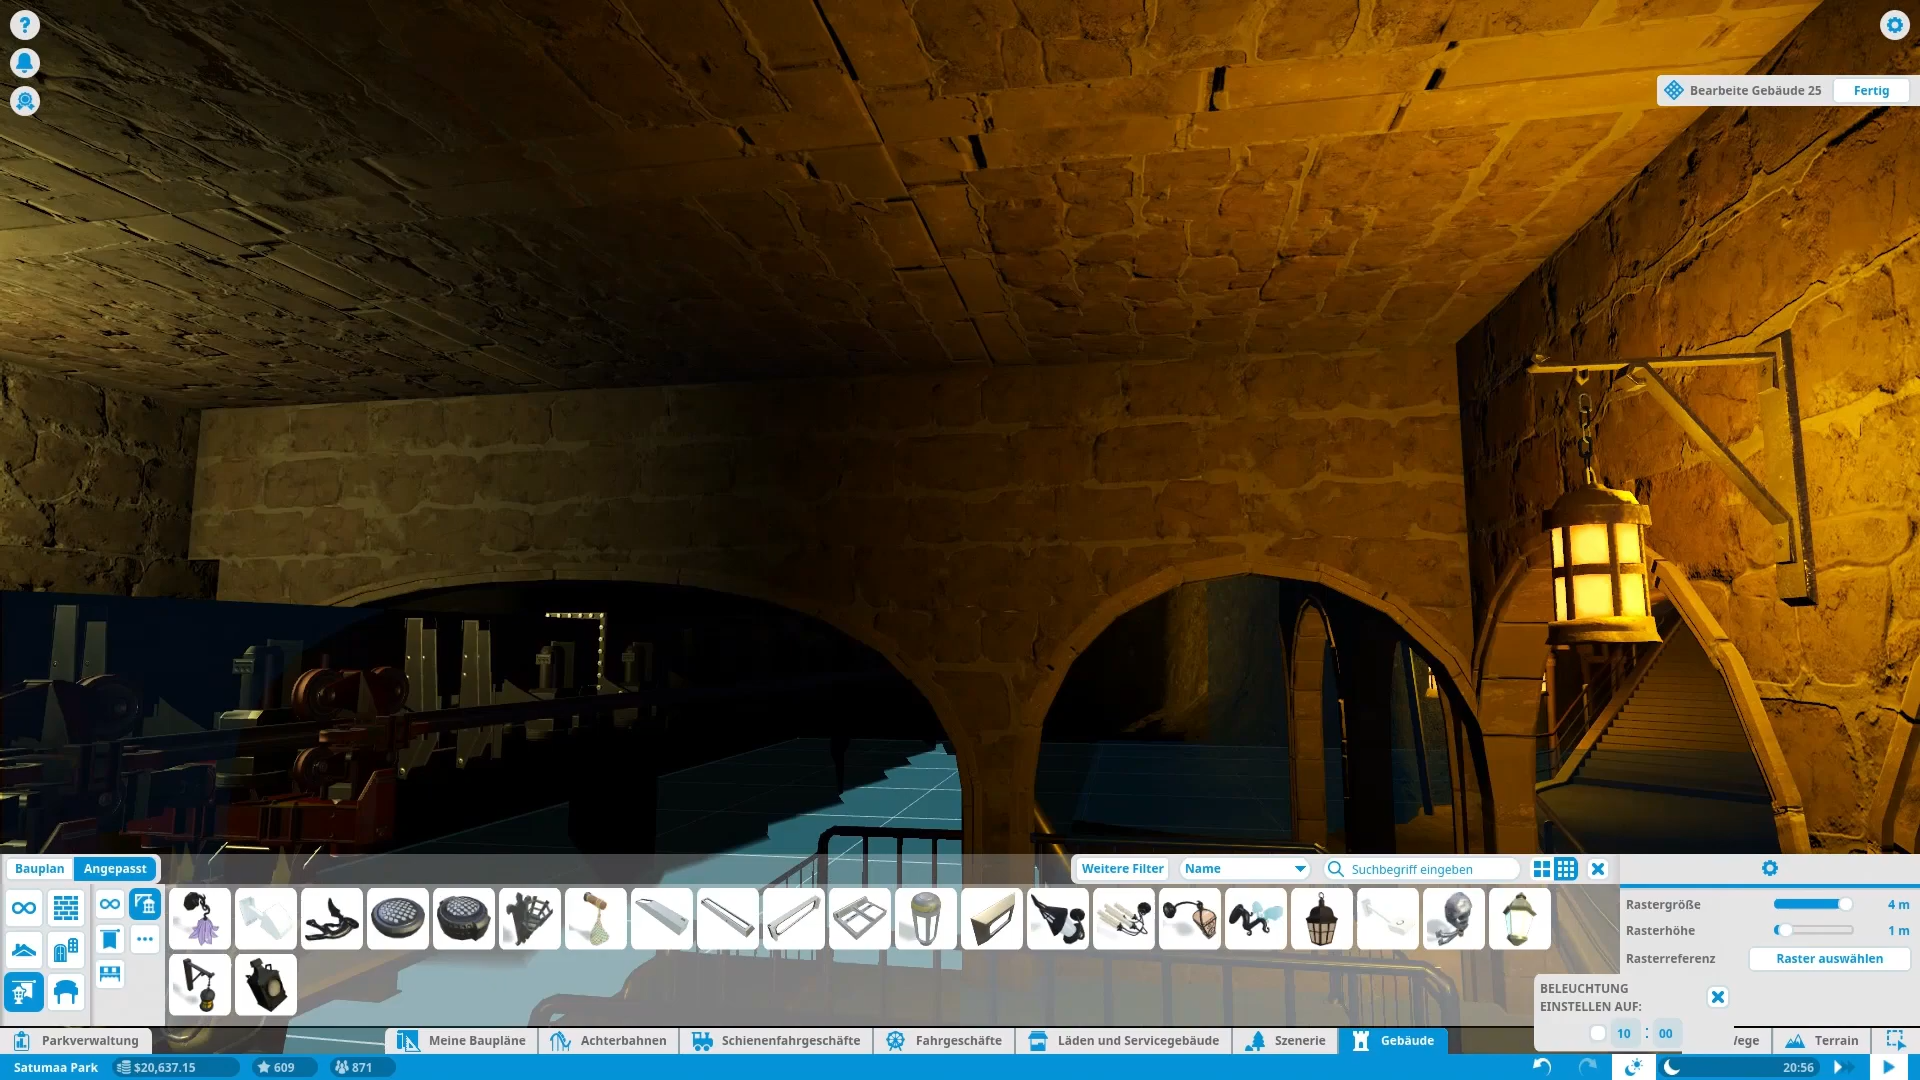 ?
Bearbeite Gebäude 25
Fertig
Bauplan
Angepasst
Weitere Filter
Name
Suchbegriff eingeben
Rastergröße
4 m
Rasterhöhe
1 m
Rasterreferenz
Raster auswählen
BELEUCHTUNG
EINSTELLEN AUF:
10 : 00
Parkverwaltung
Meine Baupläne
Achterbahnen
Schienenfahrgeschäfte
Fahrgeschäfte
Läden und Servicegebäude
Szenerie
Gebäude
Terrain
Satumaa Park
$20,637.15
609
871
20:56